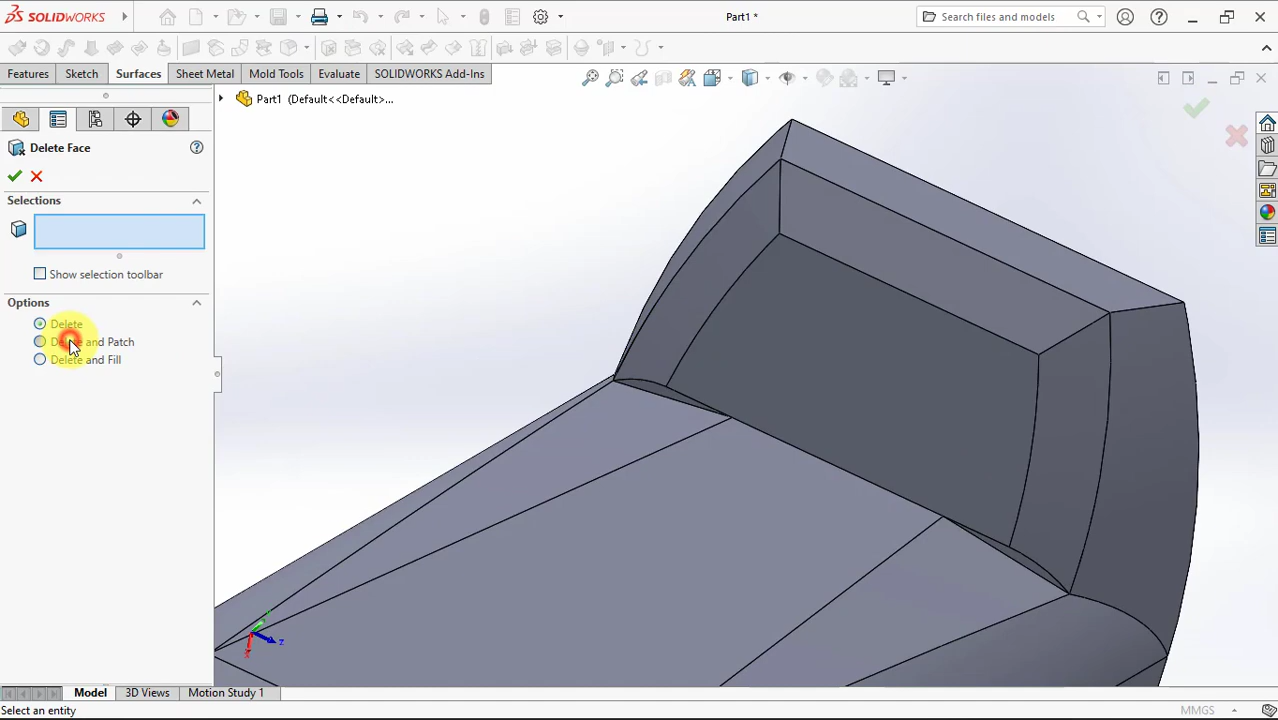 SOLIDWORKS
Part1 *
Search files and models
Features
Sketch
Surfaces
Sheet Metal
Mold Tools
Evaluate
SOLIDWORKS Add-Ins
Part1 (Default<<Default>...
Delete Face
Selections
Show selection toolbar
Options
Delete
Delete and Patch
Delete and Fill
z
Model
3D Views
Motion Study 1
Select an entity
MMGS